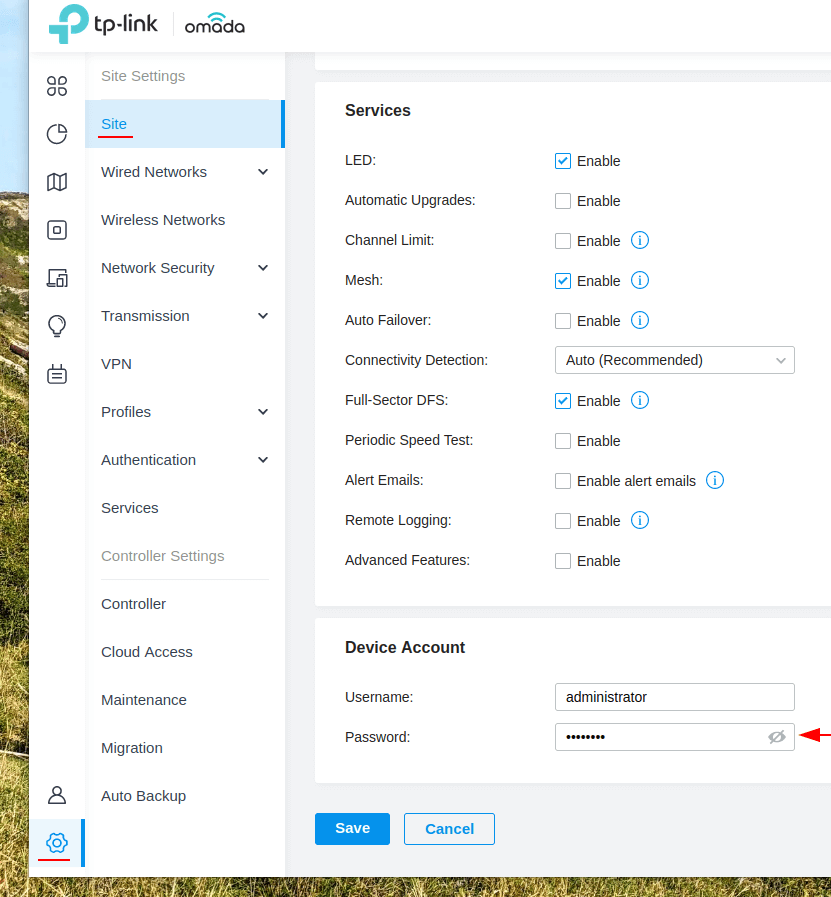 tp-link omada
Site Settings
Site
Wired Networks
Wireless Networks
Network Security
Transmission
VPN
Profiles
Authentication
Services
Controller Settings
Controller
Cloud Access
Maintenance
Migration
Auto Backup
Services
LED: Enable
Automatic Upgrades: Enable
Channel Limit: Enable
Mesh: Enable
Auto Failover: Enable
Connectivity Detection: Auto (Recommended)
Full-Sector DFS: Enable
Periodic Speed Test: Enable
Alert Emails: Enable alert emails
Remote Logging: Enable
Advanced Features: Enable
Device Account
Username: administrator
Password: ••••••••
Save Cancel